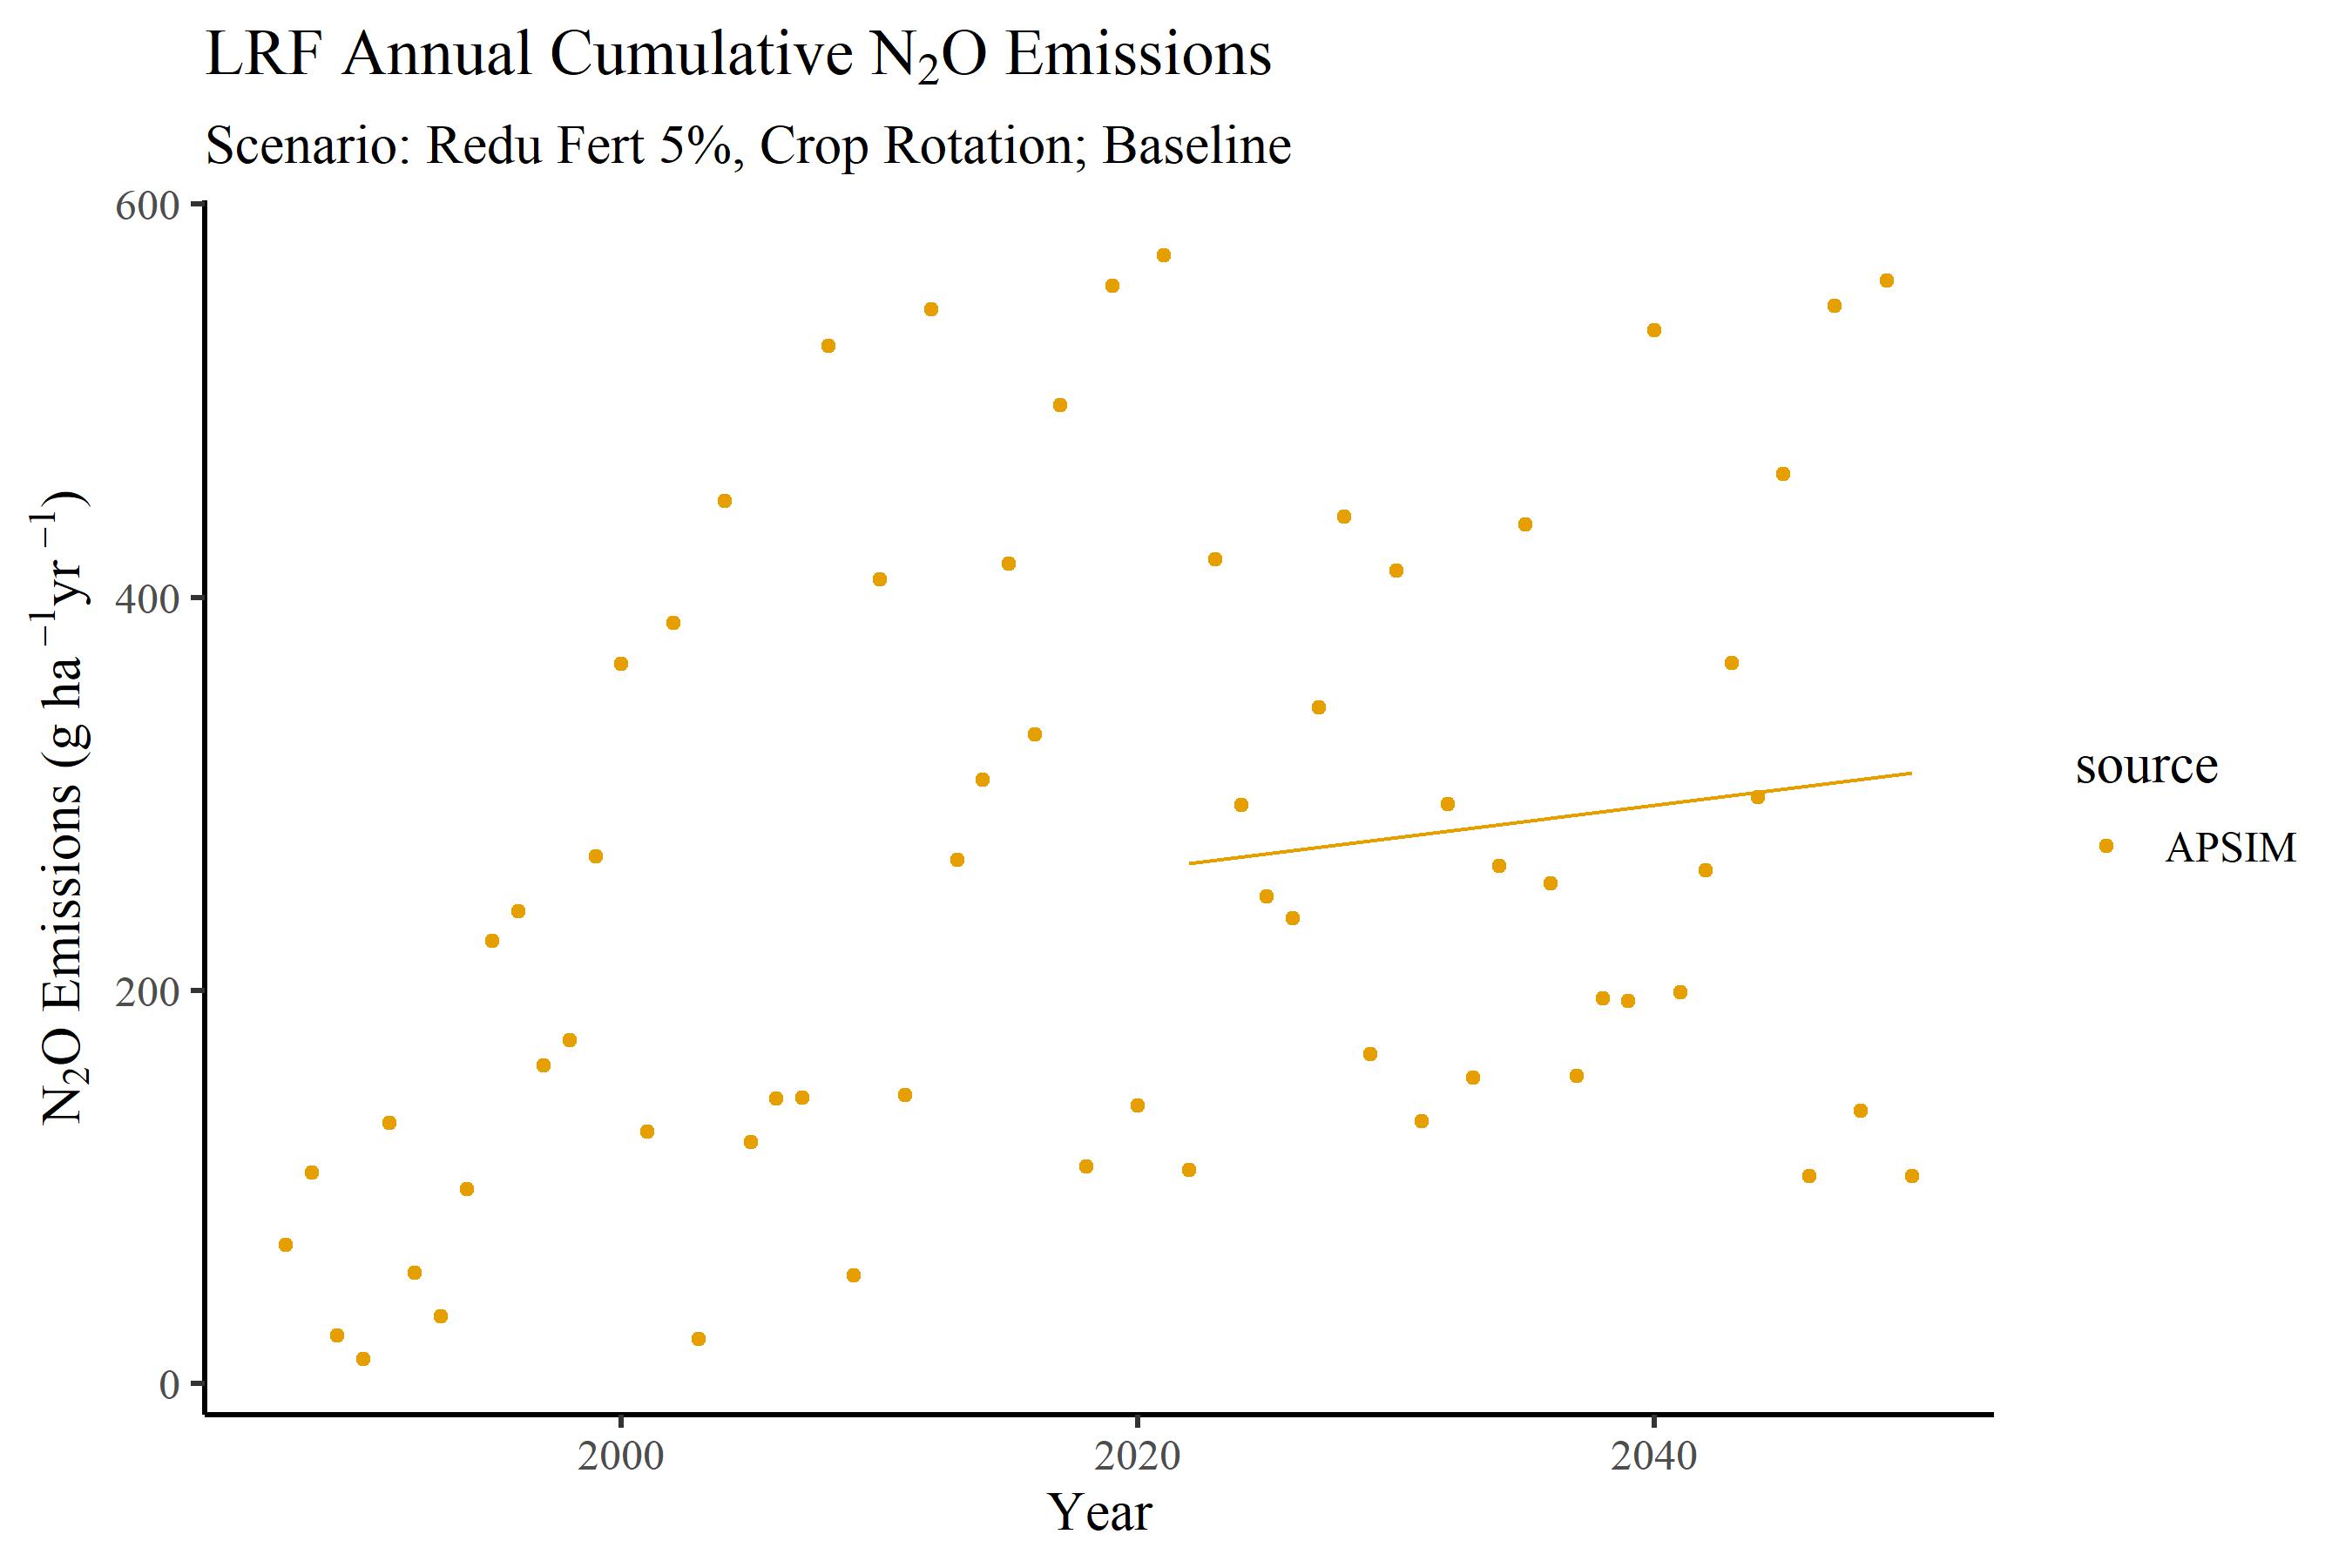 LRF Annual Cumulative N₂O Emissions
Scenario: Redu Fert 5%, Crop Rotation; Baseline
N₂O Emissions (g ha ⁻¹yr ⁻¹)
600
400
200
0
2000 2020 2040
Year
source
APSIM